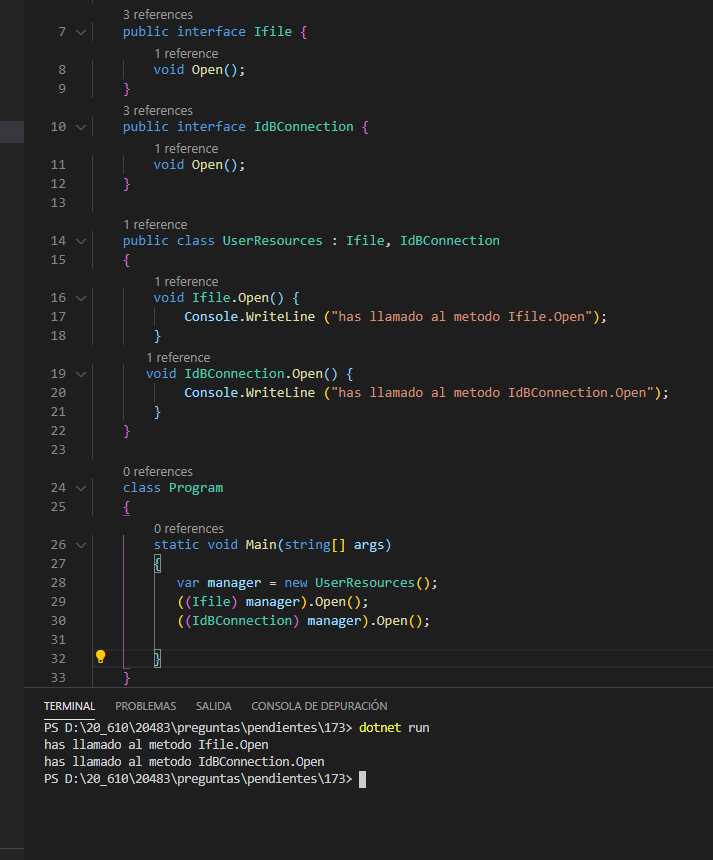 3 references
7 public interface Ifile {
1 reference
8 void Open();
9 }
3 references
10 public interface IdBConnection {
1 reference
11 void Open();
12 }
13
1 reference
14 public class UserResources : Ifile, IdBConnection
15 {
1 reference
16 void Ifile.Open() {
17 Console.WriteLine ("has llamado al metodo Ifile.Open");
18 }
1 reference
19 void IdBConnection.Open() {
20 Console.WriteLine ("has llamado al metodo IdBConnection.Open");
21 }
22 }
23
0 references
24 class Program
25 {
0 references
26 static void Main(string[] args)
27 {
28 var manager = new UserResources();
29 ((Ifile) manager).Open();
30 ((IdBConnection) manager).Open();
31
32 }
33 }
TERMINAL PROBLEMAS SALIDA CONSOLA DE DEPURACIÓN
PS D:\20_610\20483\preguntas\pendientes\173> dotnet run
has llamado al metodo Ifile.Open
has llamado al metodo IdBConnection.Open
PS D:\20_610\20483\preguntas\pendientes\173>